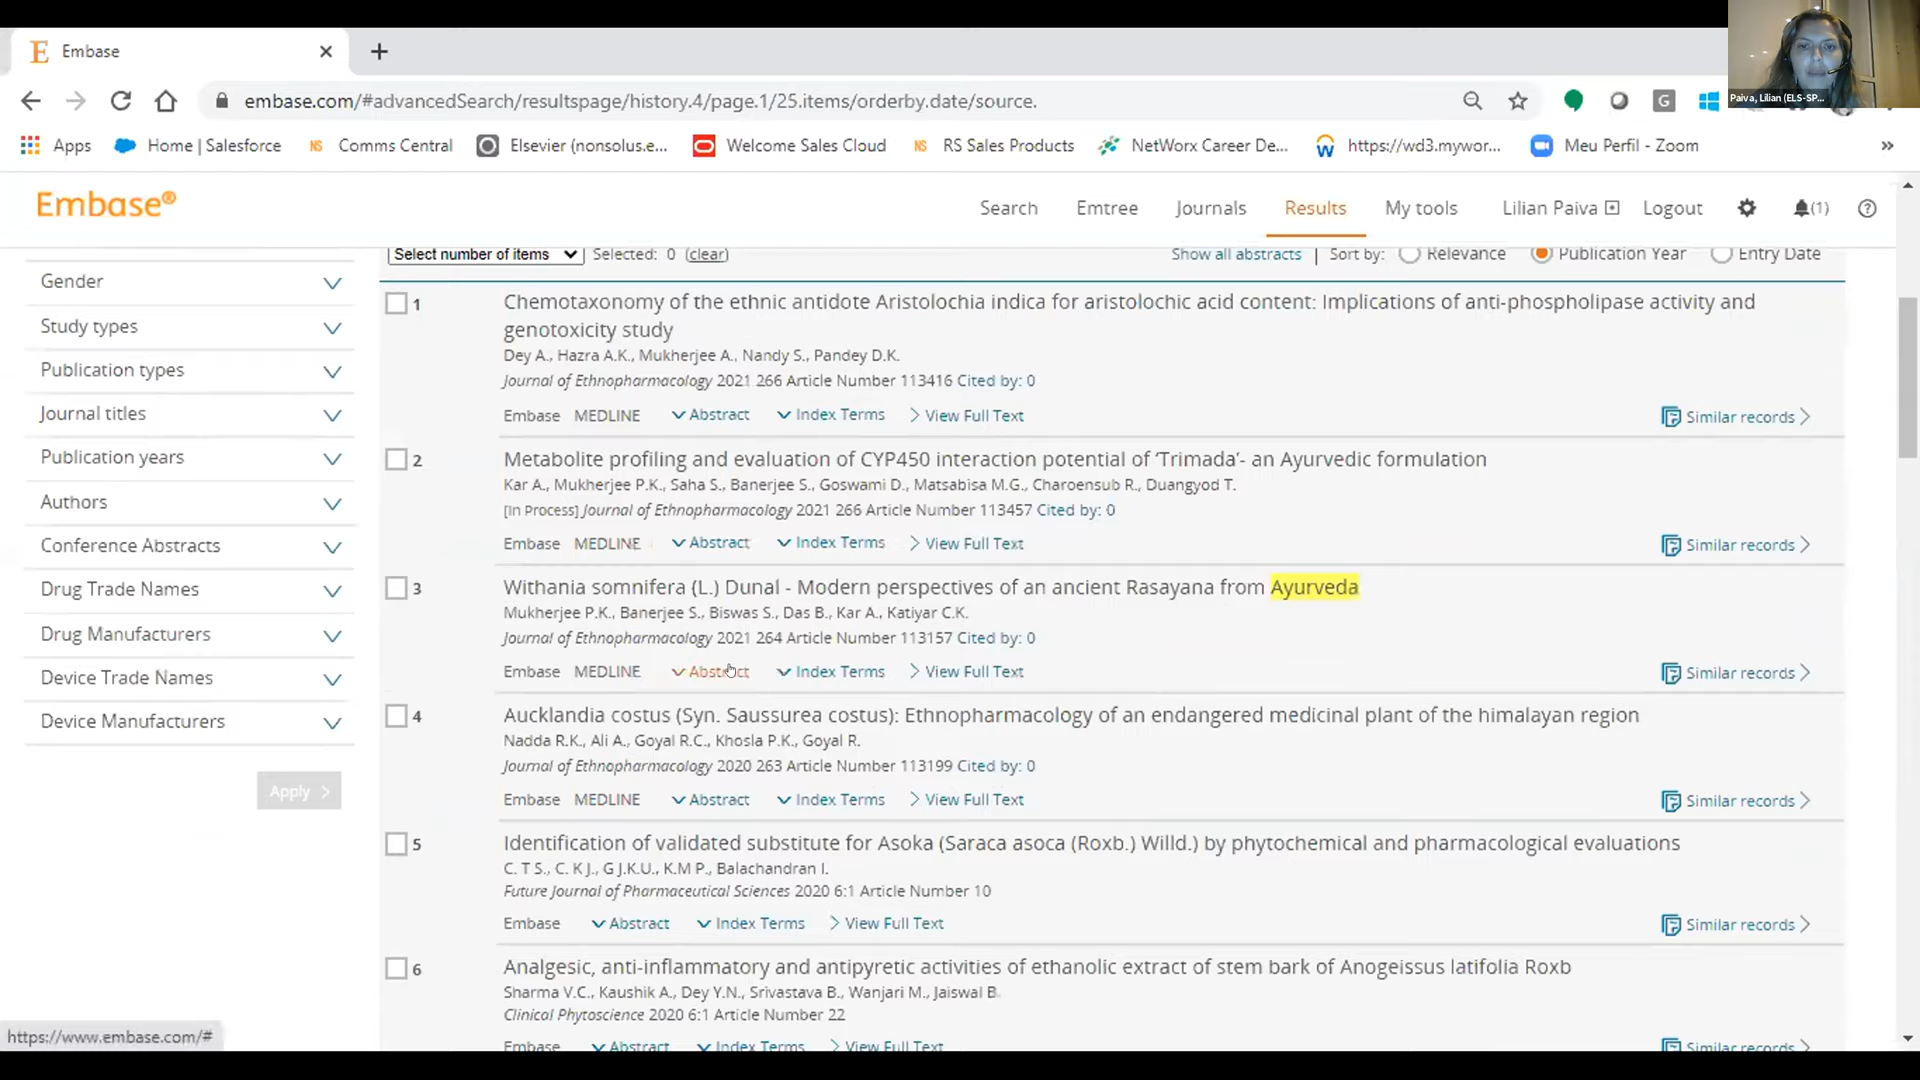 Embase
embase.com/#advancedSearch/resultspage/history.4/page.1/25.items/orderby.date/source.
Paiva, Lilian (ELS-SP...
Apps Home | Salesforce NS Comms Central Elsevier (nonsolus.e... Welcome Sales Cloud NS RS Sales Products NetWorx Career De... https://wd3.mywor... Meu Perfil - Zoom »
Embase®
Search Emtree Journals Results My tools Lilian Paiva Logout (1)
Select number of items Selected: 0 (clear) Show all abstracts | Sort by: Relevance Publication Year Entry Date
Gender
Study types
Publication types
Journal titles
Publication years
Authors
Conference Abstracts
Drug Trade Names
Drug Manufacturers
Device Trade Names
Device Manufacturers
Apply >
1 Chemotaxonomy of the ethnic antidote Aristolochia indica for aristolochic acid content: Implications of anti-phospholipase activity and
genotoxicity study
Dey A., Hazra A.K., Mukherjee A., Nandy S., Pandey D.K.
Journal of Ethnopharmacology 2021 266 Article Number 113416 Cited by: 0
Embase MEDLINE Abstract Index Terms View Full Text Similar records
2 Metabolite profiling and evaluation of CYP450 interaction potential of ‘Trimada’- an Ayurvedic formulation
Kar A., Mukherjee P.K., Saha S., Banerjee S., Goswami D., Matsabisa M.G., Charoensub R., Duangyod T.
[In Process] Journal of Ethnopharmacology 2021 266 Article Number 113457 Cited by: 0
Embase MEDLINE Abstract Index Terms View Full Text Similar records
3 Withania somnifera (L.) Dunal - Modern perspectives of an ancient Rasayana from Ayurveda
Mukherjee P.K., Banerjee S., Biswas S., Das B., Kar A., Katiyar C.K.
Journal of Ethnopharmacology 2021 264 Article Number 113157 Cited by: 0
Embase MEDLINE Abstract Index Terms View Full Text Similar records
4 Aucklandia costus (Syn. Saussurea costus): Ethnopharmacology of an endangered medicinal plant of the himalayan region
Nadda R.K., Ali A., Goyal R.C., Khosla P.K., Goyal R.
Journal of Ethnopharmacology 2020 263 Article Number 113199 Cited by: 0
Embase MEDLINE Abstract Index Terms View Full Text Similar records
5 Identification of validated substitute for Asoka (Saraca asoca (Roxb.) Willd.) by phytochemical and pharmacological evaluations
C. T S., C. K J., G J.K.U., K.M P., Balachandran I.
Future Journal of Pharmaceutical Sciences 2020 6:1 Article Number 10
Embase Abstract Index Terms View Full Text Similar records
6 Analgesic, anti-inflammatory and antipyretic activities of ethanolic extract of stem bark of Anogeissus latifolia Roxb
Sharma V.C., Kaushik A., Dey Y.N., Srivastava B., Wanjari M., Jaiswal B.
Clinical Phytoscience 2020 6:1 Article Number 22
Embase Abstract Index Terms View Full Text Similar records
https://www.embase.com/#